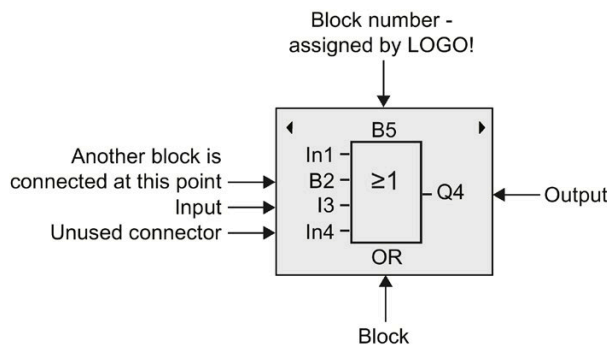 Block number -
assigned by LOGO!
B5
Another block is
connected at this point
Input
Unused connector
In1
B2
I3
In4
≥1
Q4
Output
OR
Block